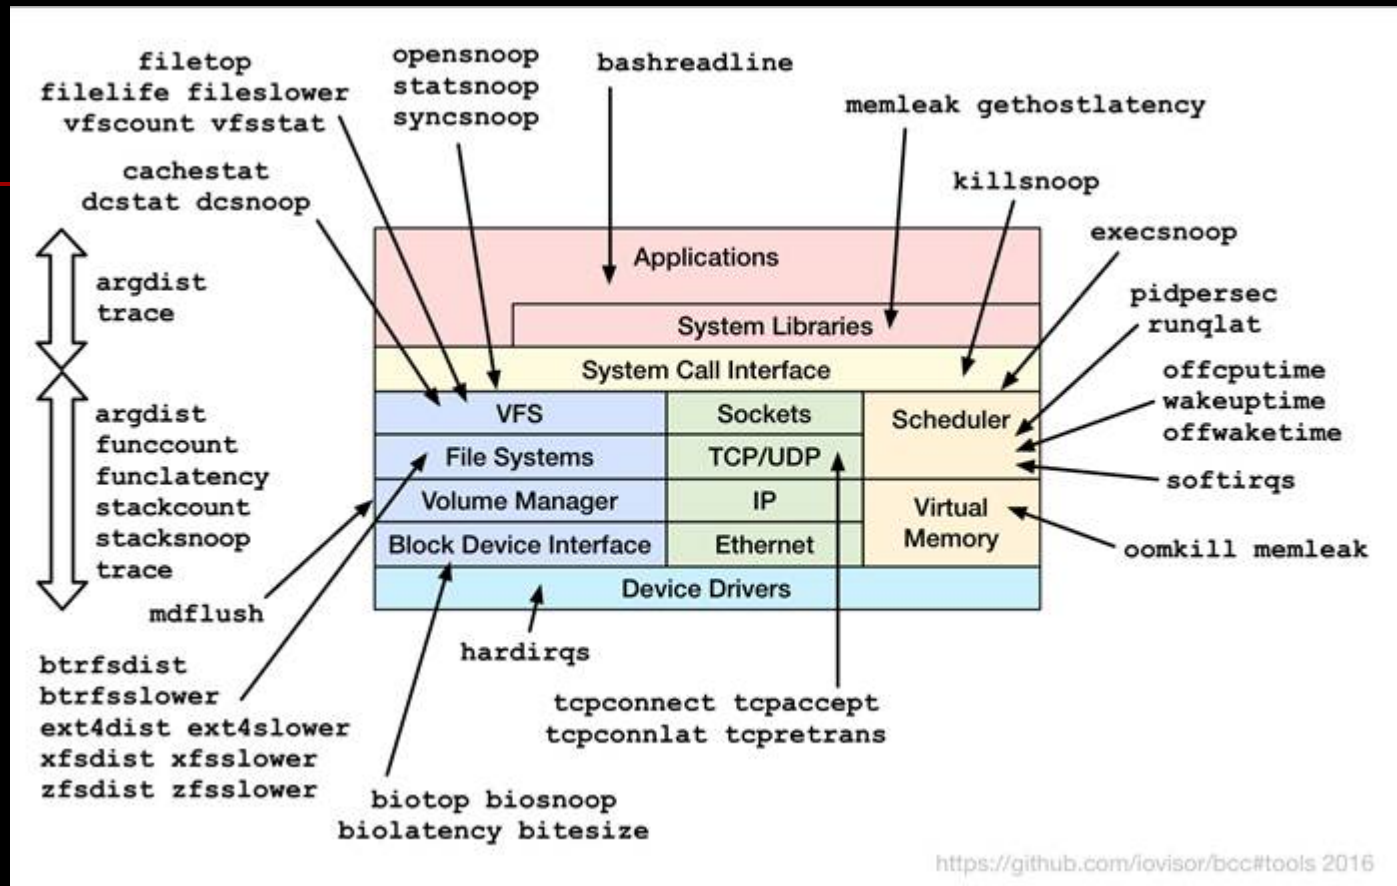 filetop
filelife fileslower
vfscount vfsstat
opensnoop
statsnoop
syncsnoop
bashreadline
memleak gethostlatency
cachestat
dcstat dcsnoop
killsnoop
execsnoop
argdist
trace
Applications
System Libraries
System Call Interface
pidpersec
runqlat
offcputime
wakeuptime
offwaketime
softirqs
oomkill memleak
argdist
funccount
funclatency
stackcount
stacksnoop
trace
VFS
Sockets
Scheduler
File Systems
TCP/UDP
Volume Manager
IP
Virtual
Memory
Block Device Interface
Ethernet
Device Drivers
mdflush
hardirqs
btrfsdist
btrfsslower
ext4dist ext4slower
xfsdist xfsslower
zfsdist zfsslower
tcpconnect tcpaccept
tcpconnlat tcpretrans
biotop biosnoop
biolatency bitesize
https://github.com/iovisor/bcc#tools 2016